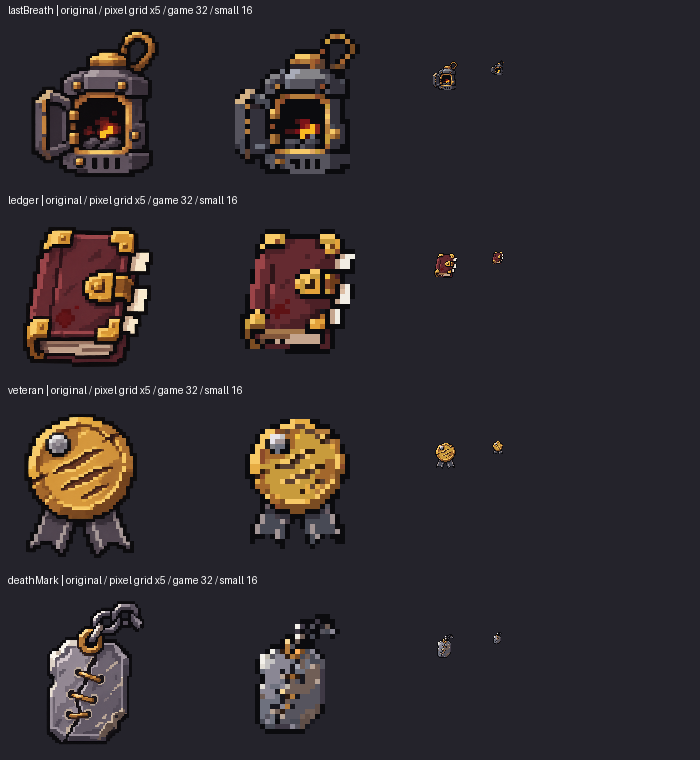 lastBreath | original / pixel grid x5 / game 32 / small 16
ledger | original / pixel grid x5 / game 32 / small 16
veteran | original / pixel grid x5 / game 32 / small 16
deathMark | original / pixel grid x5 / game 32 / small 16